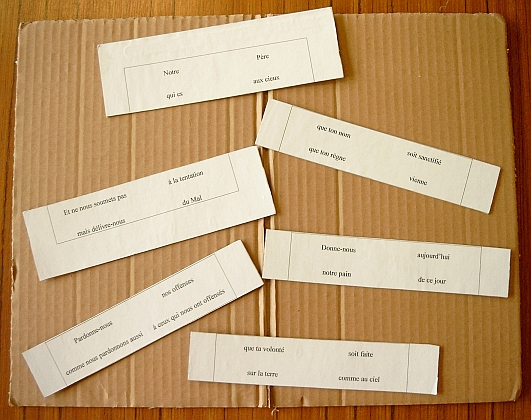 Notre Père
qui es aux cieux
que ton nom soit sanctifié
que ton règne vienne
Et ne nous soumets pas à la tentation
mais délivre-nous du Mal
Donne-nous aujourd'hui
notre pain de ce jour
Pardonne-nous nos offenses
comme nous pardonnons aussi à ceux qui nous ont offensés
que ta volonté soit faite
sur la terre comme au ciel